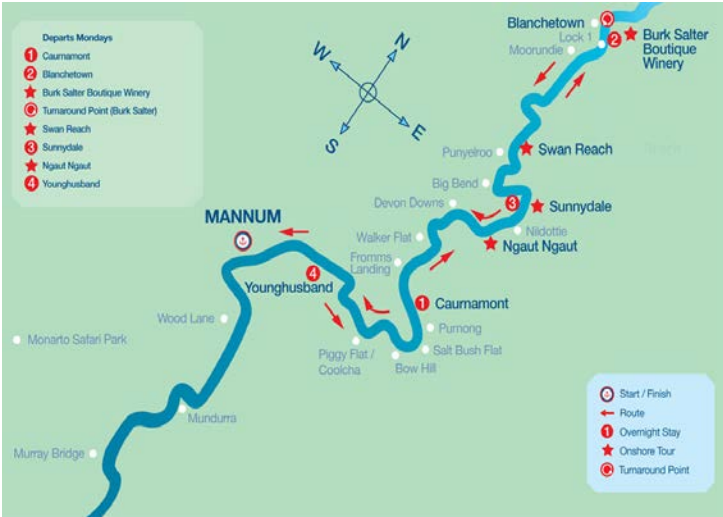 Departs Mondays
1 Caurnamont
2 Blanchetown
Burk Salter Boutique Winery
Turnaround Point (Burk Salter)
Swan Reach
3 Sunnydale
Ngaut Ngaut
4 Younghusband
N
W
E
S
Blanchetown
Lock 1
Moorundie
2
Burk Salter
Boutique
Winery
Punyelroo
Swan Reach
Big Bend
Devon Downs
3
Sunnydale
Nildottie
Ngaut Ngaut
MANNUM
Walker Flat
Fromms
Landing
4
Younghusband
1
Caurnamont
Purnong
Salt Bush Flat
Bow Hill
Piggy Flat /
Coolcha
Wood Lane
Monarto Safari Park
Mundurra
Murray Bridge
Start / Finish
Route
1 Overnight Stay
Onshore Tour
Turnaround Point